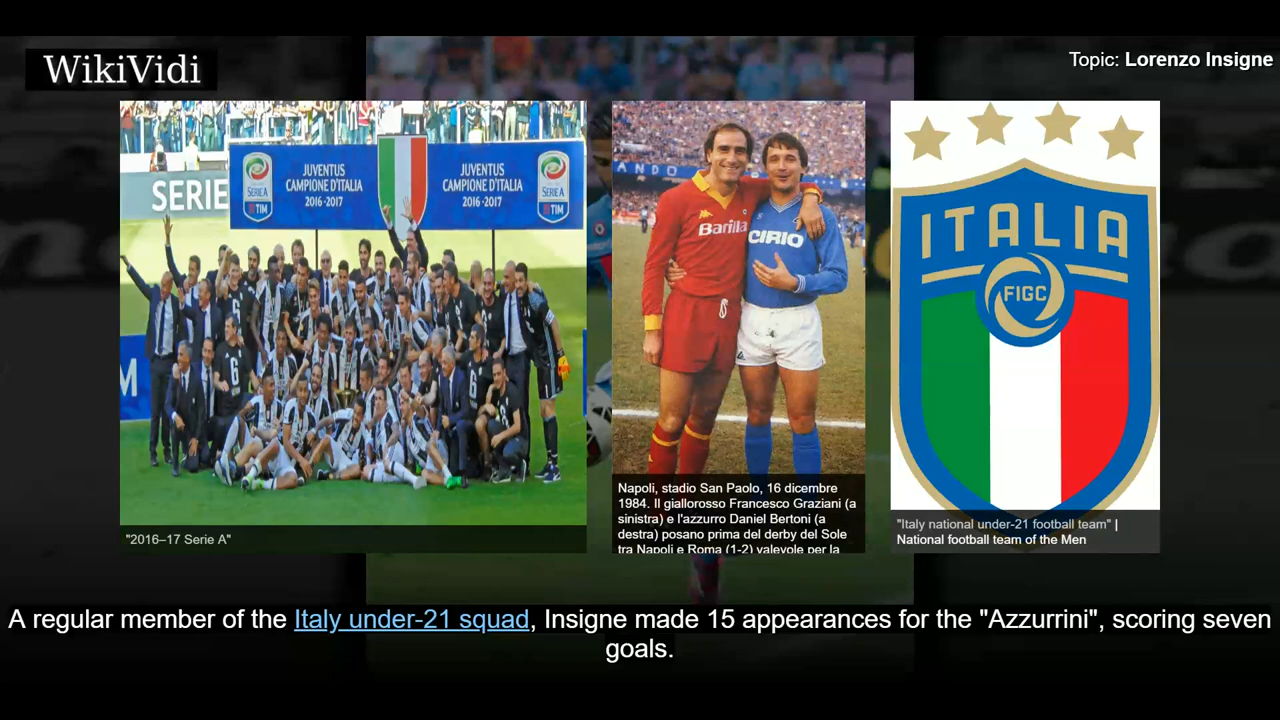 WikiVidi
Topic: Lorenzo Insigne
SERIE
JUVENTUS
CAMPIONE D'ITALIA
2016-2017
SERIE A
TIM
JUVENTUS
CAMPIONE D'ITALIA
2016-2017
SERIE A
TIM
M
6
6
6
"2016–17 Serie A"
ANDO
Barilla
CIRIO
Napoli, stadio San Paolo, 16 dicembre
1984. Il giallorosso Francesco Graziani (a
sinistra) e l'azzurro Daniel Bertoni (a
destra) posano prima del derby del Sole
tra Napoli e Roma (1-2) valevole per la
ITALIA
FIGC
"Italy national under-21 football team" |
National football team of the Men
A regular member of the Italy under-21 squad, Insigne made 15 appearances for the "Azzurrini", scoring seven
goals.